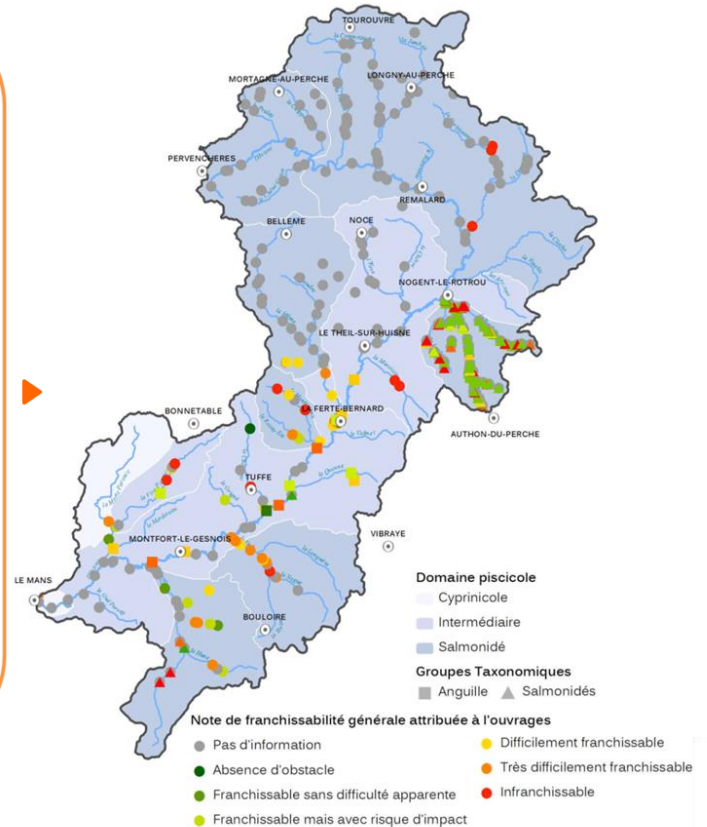 TOUROUVRE
MORTAGNE-AU-PERCHE
LONGNY-AU-PERCHE
PERVENCHERES
REMALARD
BELLEME
NOCE
NOGENT-LE-ROTROU
LE THEIL-SUR-HUISNE
LA FERTE-BERNARD
BONNETABLE
AUTHON-DU-PERCHE
TUFFE
VIBRAYE
MONTFORT-LE-GESNOIS
LE MANS
BOULOIRE
Domaine piscicole
Cyprinicole
Intermédiaire
Salmonidé
Groupes Taxonomiques
Anguille
Salmonidés
Note de franchissabilité générale attribuée à l'ouvrages
Pas d'information
Absence d'obstacle
Franchissable sans difficulté apparente
Franchissable mais avec risque d'impact
Difficilement franchissable
Très difficilement franchissable
Infranchissable